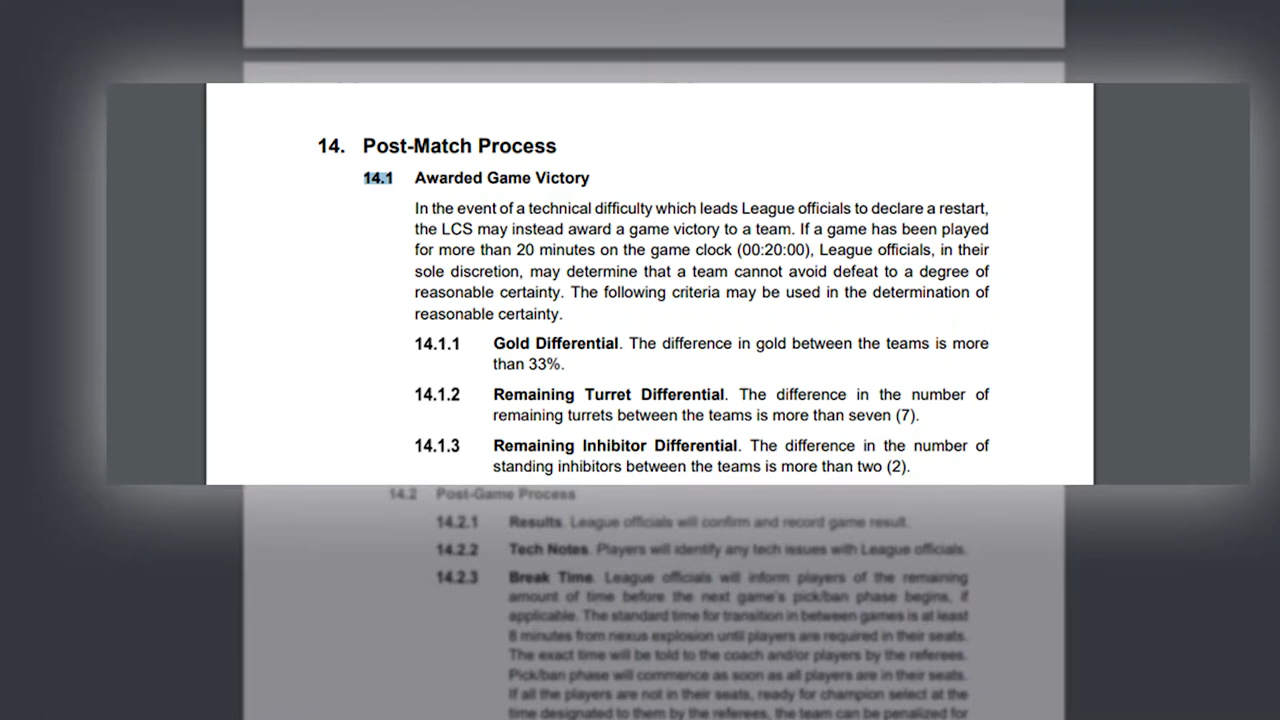 14. Post-Match Process
14.1 Awarded Game Victory
In the event of a technical difficulty which leads League officials to declare a restart,
the LCS may instead award a game victory to a team. If a game has been played
for more than 20 minutes on the game clock (00:20:00), League officials, in their
sole discretion, may determine that a team cannot avoid defeat to a degree of
reasonable certainty. The following criteria may be used in the determination of
reasonable certainty.
14.1.1 Gold Differential. The difference in gold between the teams is more
than 33%.
14.1.2 Remaining Turret Differential. The difference in the number of
remaining turrets between the teams is more than seven (7).
14.1.3 Remaining Inhibitor Differential. The difference in the number of
standing inhibitors between the teams is more than two (2).
14.2 Post-Game Process
14.2.1 Results. League officials will confirm and record game result.
14.2.2 Tech Notes. Players will identify any tech issues with League officials.
14.2.3 Break Time. League officials will inform players of the remaining
amount of time before the next game's pick/ban phase begins, if
applicable. The standard time for transition in between games is at least
8 minutes from nexus explosion until players are required in their seats.
The exact time will be told to the coach and/or players by the referees.
Pick/ban phase will commence as soon as all players are in their seats.
If all the players are not in their seats, ready for champion select at the
time designated to them by the referees, the team can be penalized for